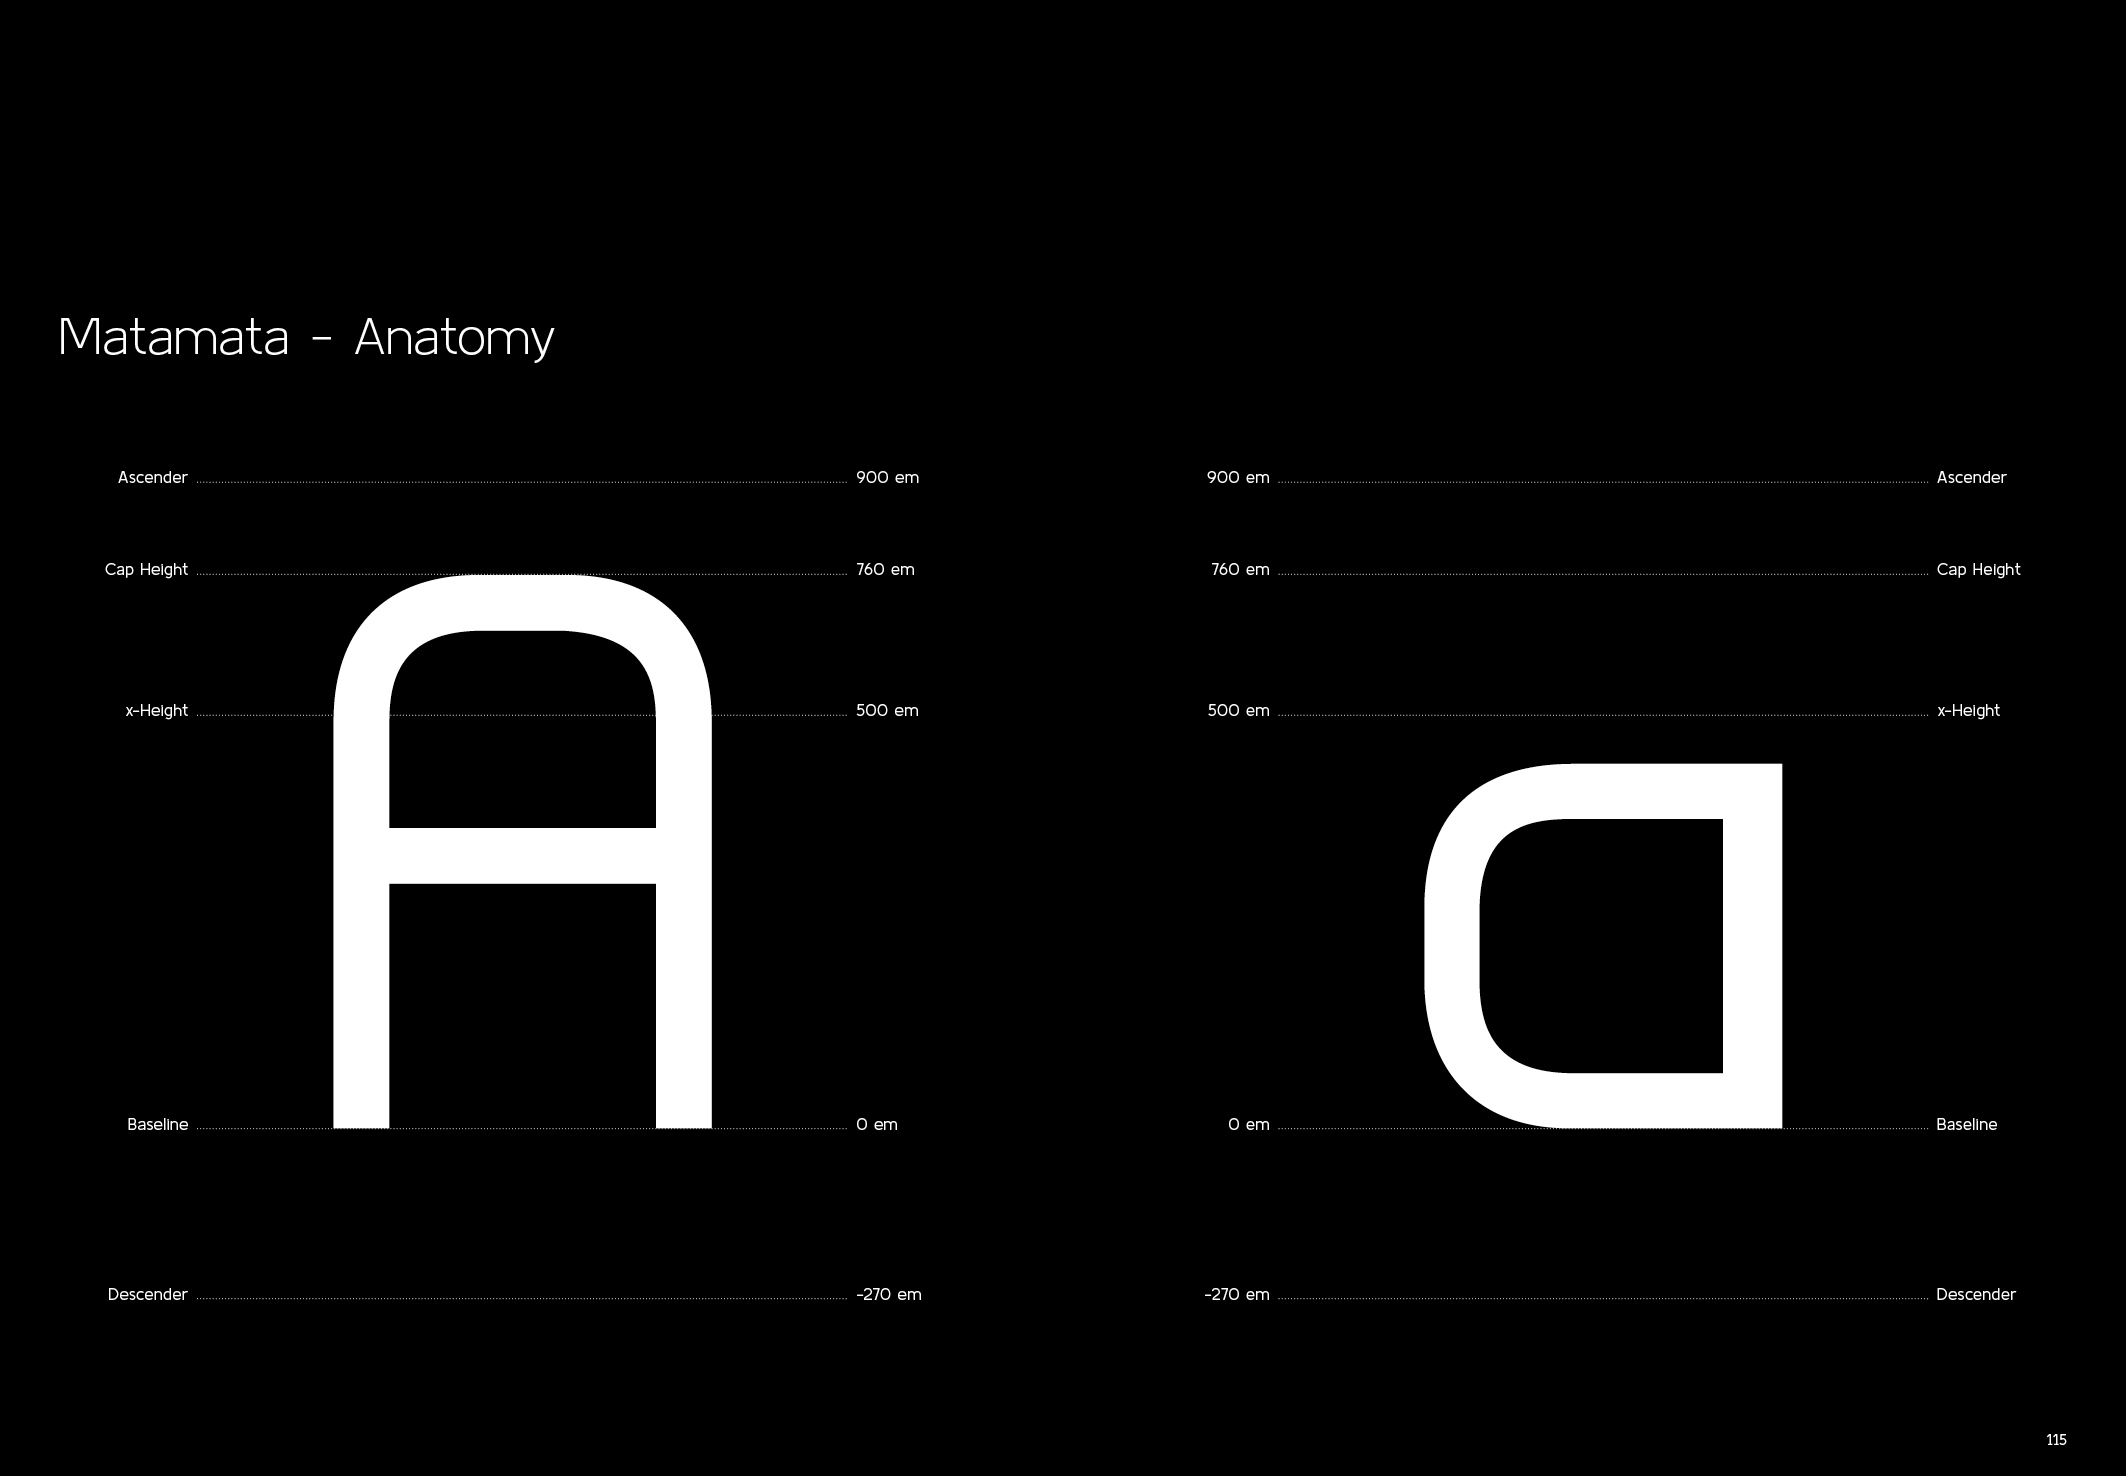 Matamata - Anatomy
Ascender 900 em
Cap Height 760 em
x-Height 500 em
A
Baseline 0 em
Descender -270 em
900 em Ascender
760 em Cap Height
500 em x-Height
a
0 em Baseline
-270 em Descender
115